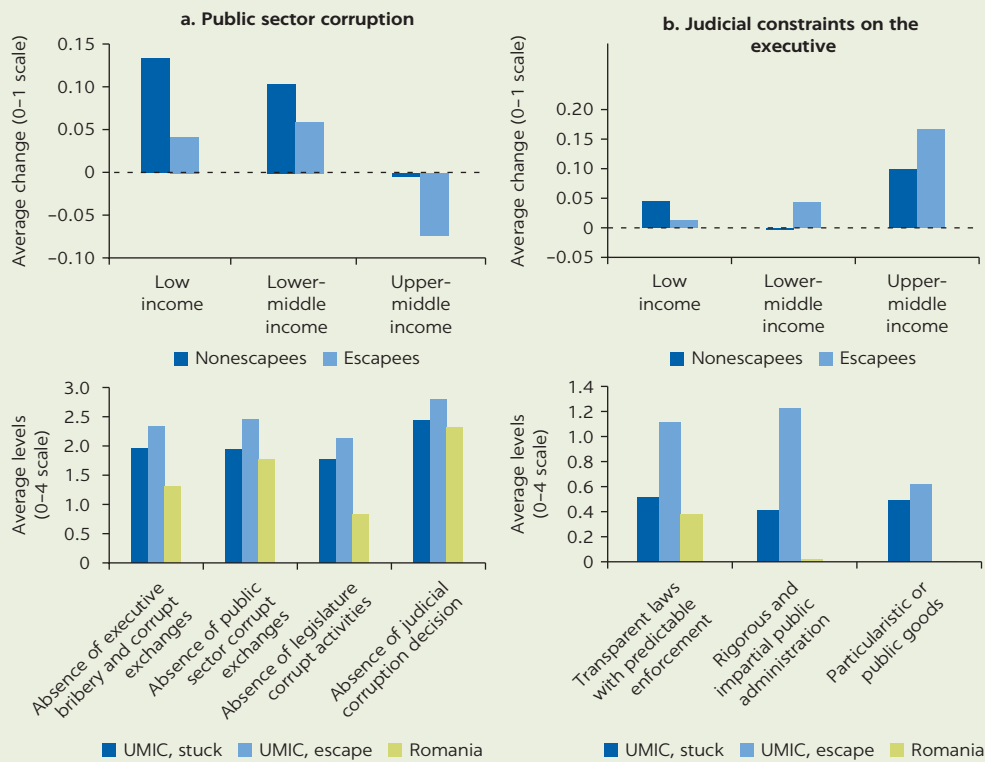 a. Public sector corruption
Average change (0–1 scale)
0.15
0.10
0.05
0
−0.05
−0.10
Low
income
Lower-
middle
income
Upper-
middle
income
Nonescapees
Escapees
b. Judicial constraints on the
executive
Average change (0–1 scale)
0.20
0.15
0.10
0.05
0
−0.05
Low
income
Lower-
middle
income
Upper-
middle
income
Nonescapees
Escapees
Average levels
(0–4 scale)
3.0
2.5
2.0
1.5
1.0
0.5
0
Absence of executive
bribery and corrupt
exchanges
Absence of public
sector corrupt
exchanges
Absence of legislature
corrupt activities
Absence of judicial
corruption decision
UMIC, stuck
UMIC, escape
Romania
Average levels
(0–4 scale)
1.4
1.2
1.0
0.8
0.6
0.4
0.2
0
Transparent laws
with predictable
enforcement
Rigorous and
impartial public
administration
Particularistic or
public goods
UMIC, stuck
UMIC, escape
Romania